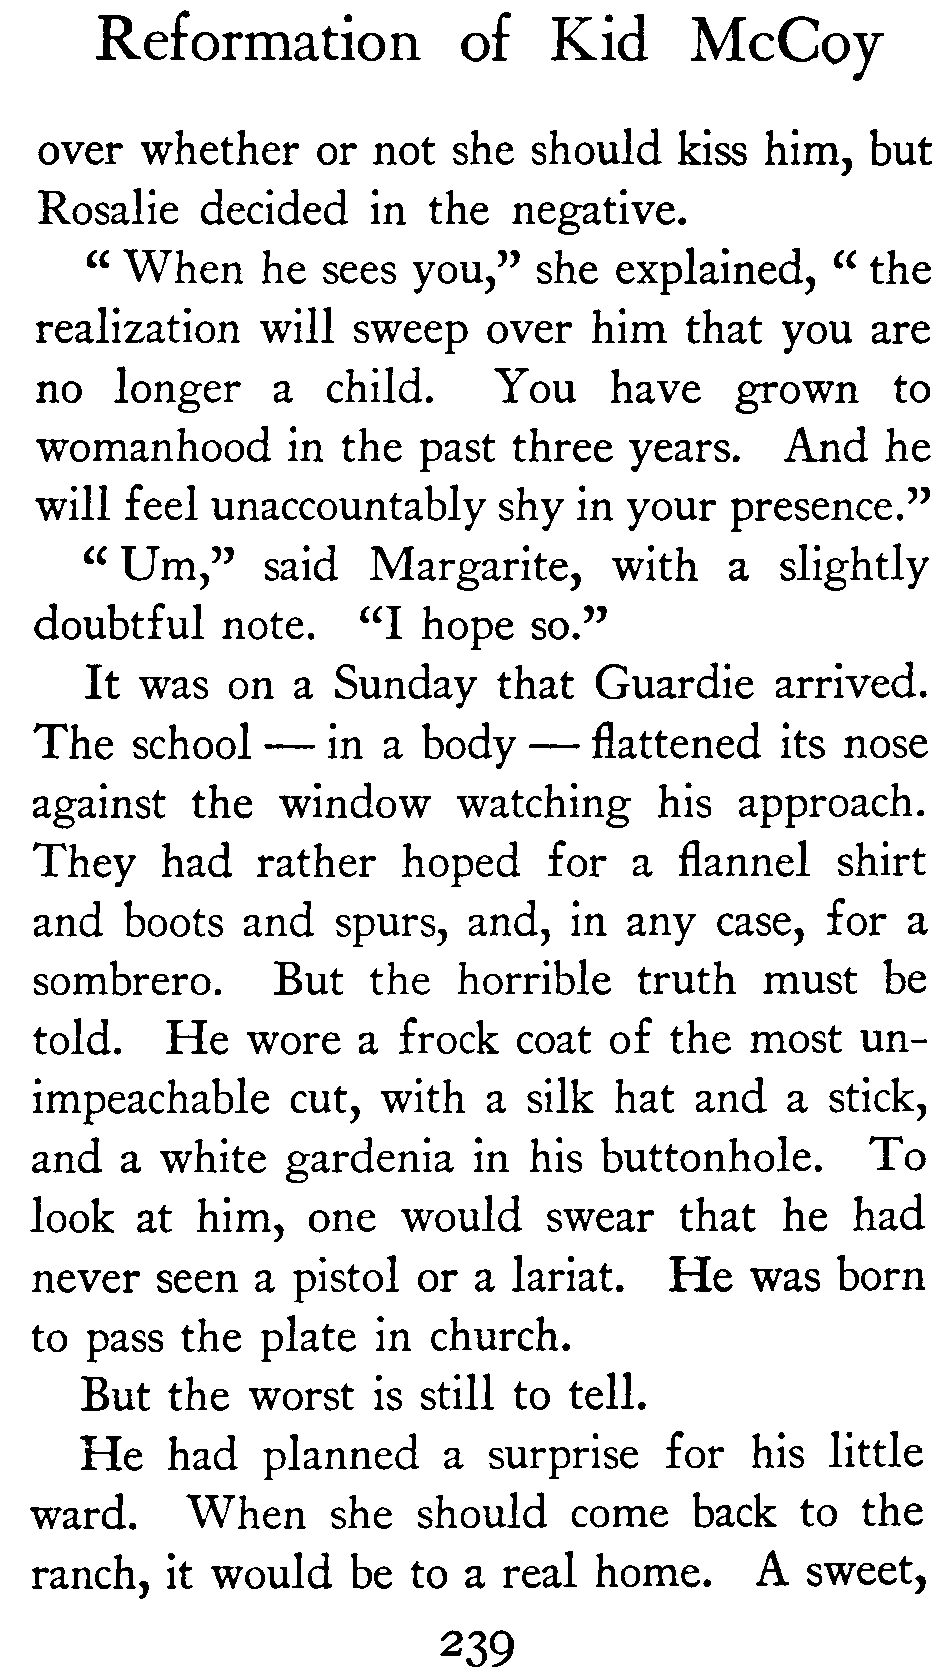 Reformation of Kid McCoy
over whether or not she should kiss him, but
Rosalie decided in the negative.
“ When he sees you,” she explained, “ the
realization will sweep over him that you are
no longer a child. You have grown to
womanhood in the past three years. And he
will feel unaccountably shy in your presence.”
“ Um,” said Margarite, with a slightly
doubtful note. “I hope so.”
It was on a Sunday that Guardie arrived.
The school — in a body — flattened its nose
against the window watching his approach.
They had rather hoped for a flannel shirt
and boots and spurs, and, in any case, for a
sombrero. But the horrible truth must be
told. He wore a frock coat of the most un-
impeachable cut, with a silk hat and a stick,
and a white gardenia in his buttonhole. To
look at him, one would swear that he had
never seen a pistol or a lariat. He was born
to pass the plate in church.
But the worst is still to tell.
He had planned a surprise for his little
ward. When she should come back to the
ranch, it would be to a real home. A sweet,
239